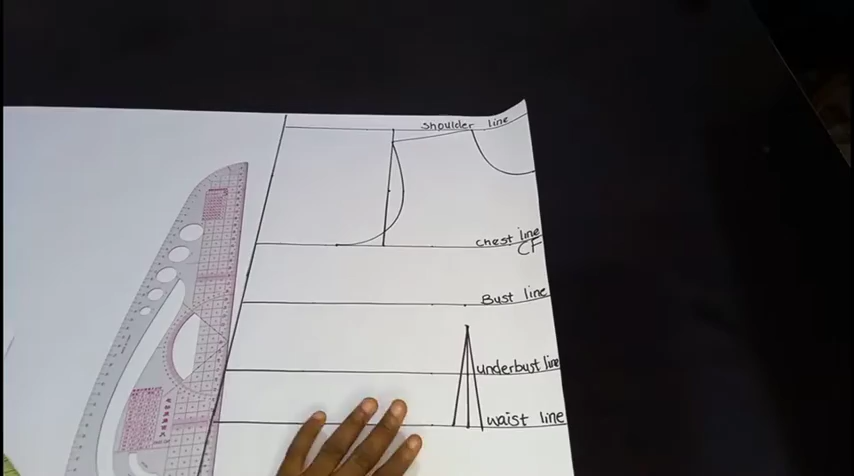 Shoulder line
Chest line
CF
Bust line
underbust line
waist line